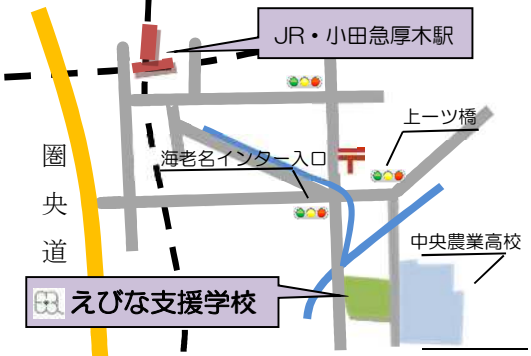 JR・小田急厚木駅
上一ツ橋
海老名インター入口
圏央道
中央農業高校
えびな支援学校